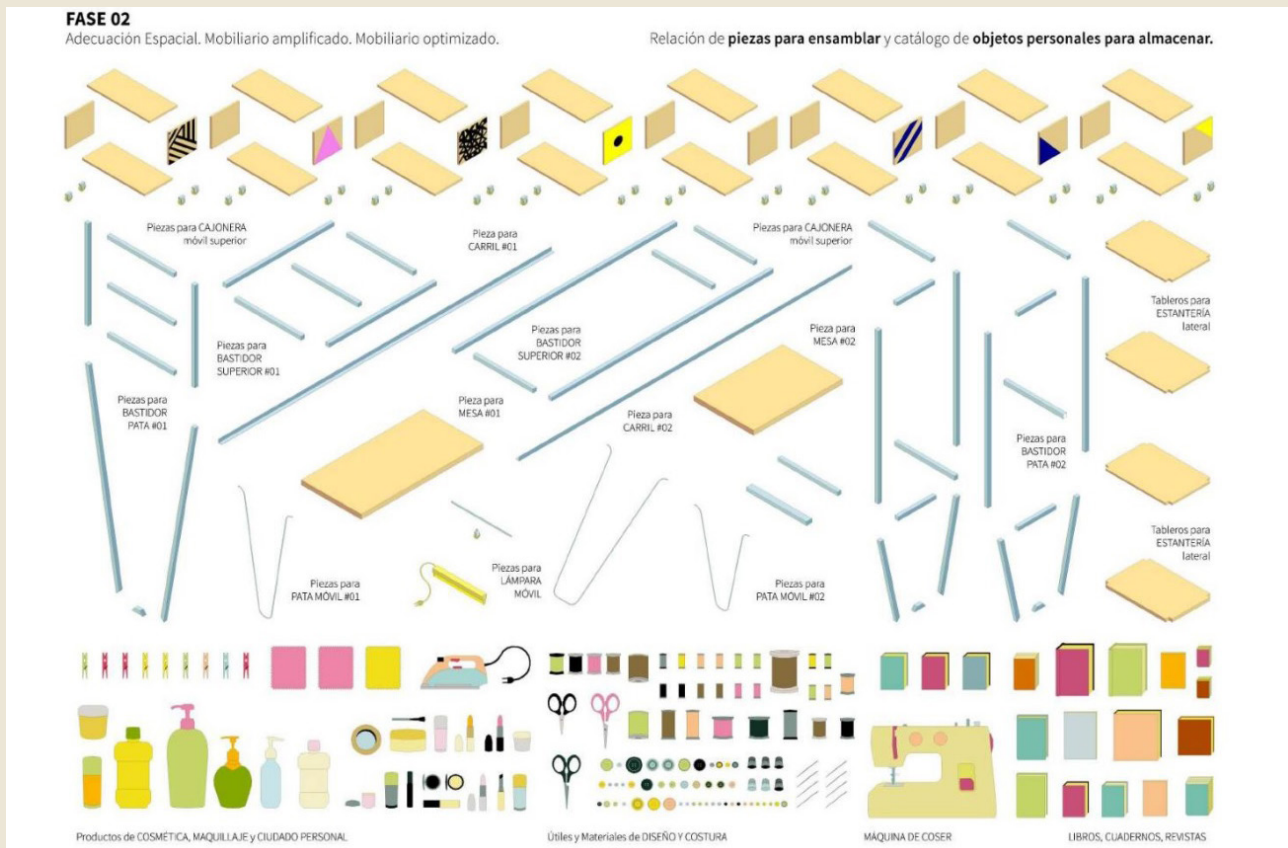 FASE 02
Adecuación Espacial. Mobiliario amplificado. Mobiliario optimizado.
Relación de piezas para ensamblar y catálogo de objetos personales para almacenar.
Piezas para CAJONERA
móvil superior
Pieza para
CARRIL #01
Piezas para CAJONERA
móvil superior
Tableros para
ESTANTERÍA
lateral
Piezas para
BASTIDOR
SUPERIOR #01
Piezas para
BASTIDOR
SUPERIOR #02
Pieza para
MESA #02
Piezas para
BASTIDOR
PATA #01
Pieza para
MESA #01
Pieza para
CARRIL #02
Piezas para
BASTIDOR
PATA #02
Tableros para
ESTANTERÍA
lateral
Piezas para
PATA MÓVIL #01
Piezas para
LÁMPARA
MÓVIL
Piezas para
PATA MÓVIL #02
Productos de COSMÉTICA, MAQUILLAJE y CIUDADO PERSONAL
Útiles y Materiales de DISEÑO Y COSTURA
MÁQUINA DE COSER
LIBROS, CUADERNOS, REVISTAS